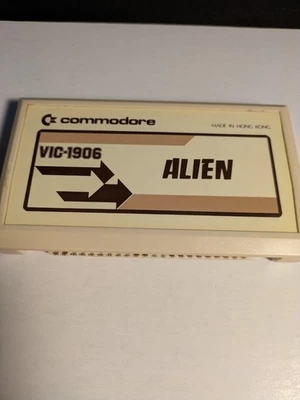 commodore MADE IN HONG KONG
VIC-1906
ALIEN